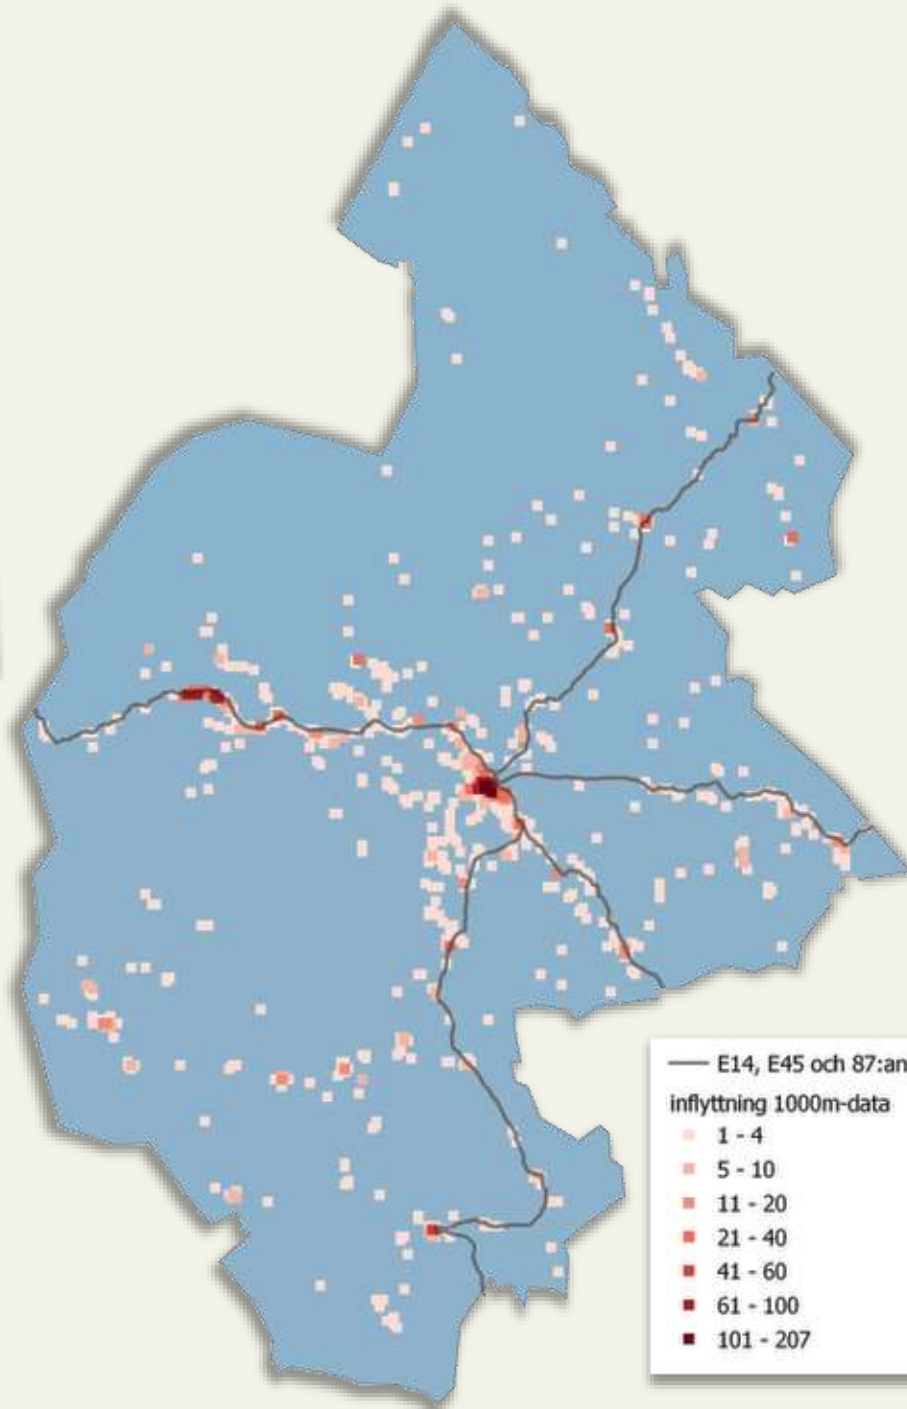 E14, E45 och 87:an
inflyttning 1000m-data
1 - 4
5 - 10
11 - 20
21 - 40
41 - 60
61 - 100
101 - 207